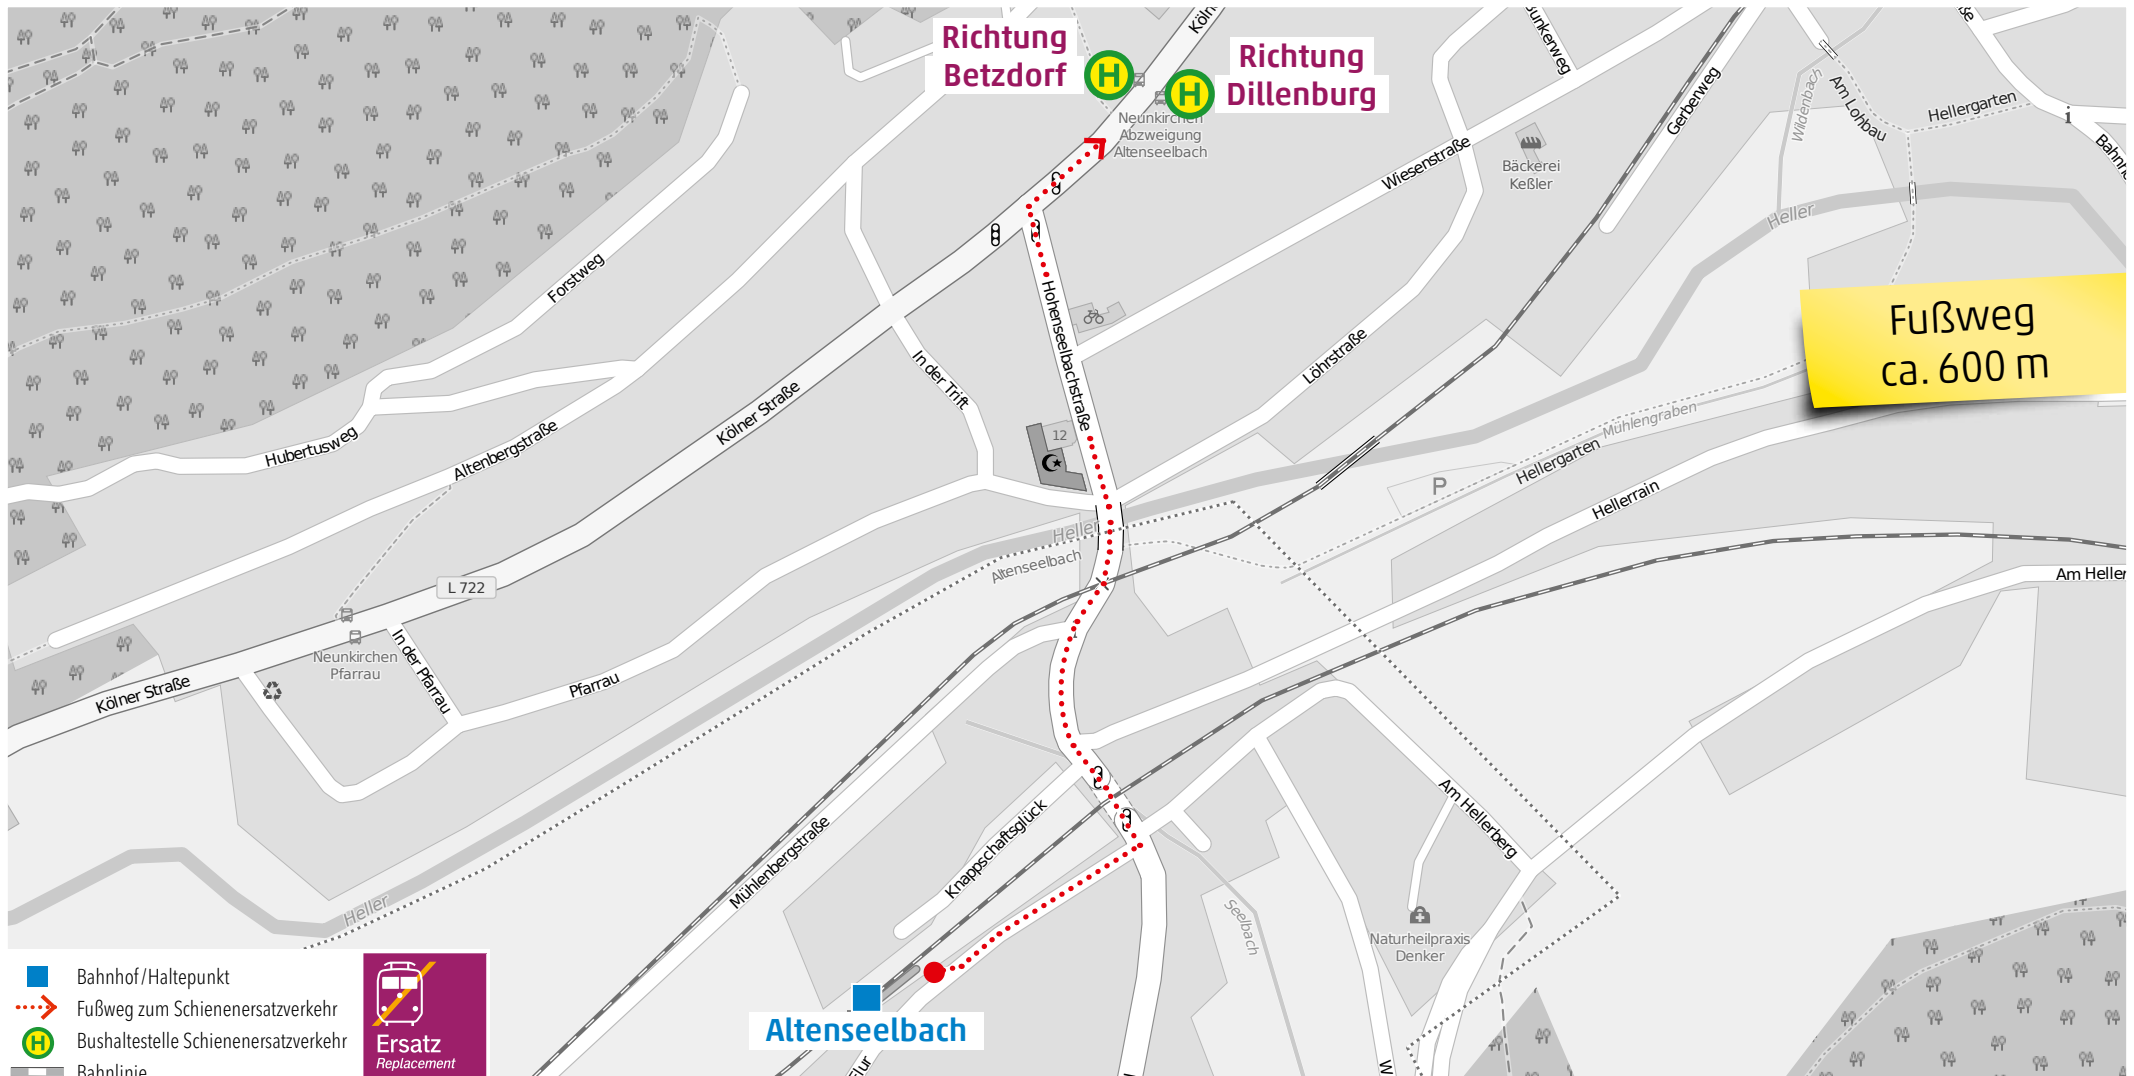 Richtung
Betzdorf
H
H
Richtung
Dillenburg
Neunkirchen
Abzweigung
Altenseelbach
Gerberweg
Wildenbach
Am Lohbau
Hellergarten
i
Wiesenstraße
Bäckerei
Keßler
Heller
Forstweg
Fußweg
ca. 600 m
Hohenseelbachstraße
In der Trift
Löhrstraße
Kölner Straße
Mühlengraben
Hubertusweg
Altenbergstraße
12
Hellergarten
P
Hellerrain
Heller
Altenseelbach
L 722
Neunkirchen
Pfarrau
In der Pfarrau
Pfarrau
Kölner Straße
Am Heller
Am Hellerberg
Knappschaftsglück
Mühlenbergstraße
Heller
Seelbach
Naturheilpraxis
Denker
Altenseelbach
Bahnhof/Haltepunkt
Fußweg zum Schienenersatzverkehr
H
Bushaltestelle Schienenersatzverkehr
Bahnlinie
Ersatz
Replacement